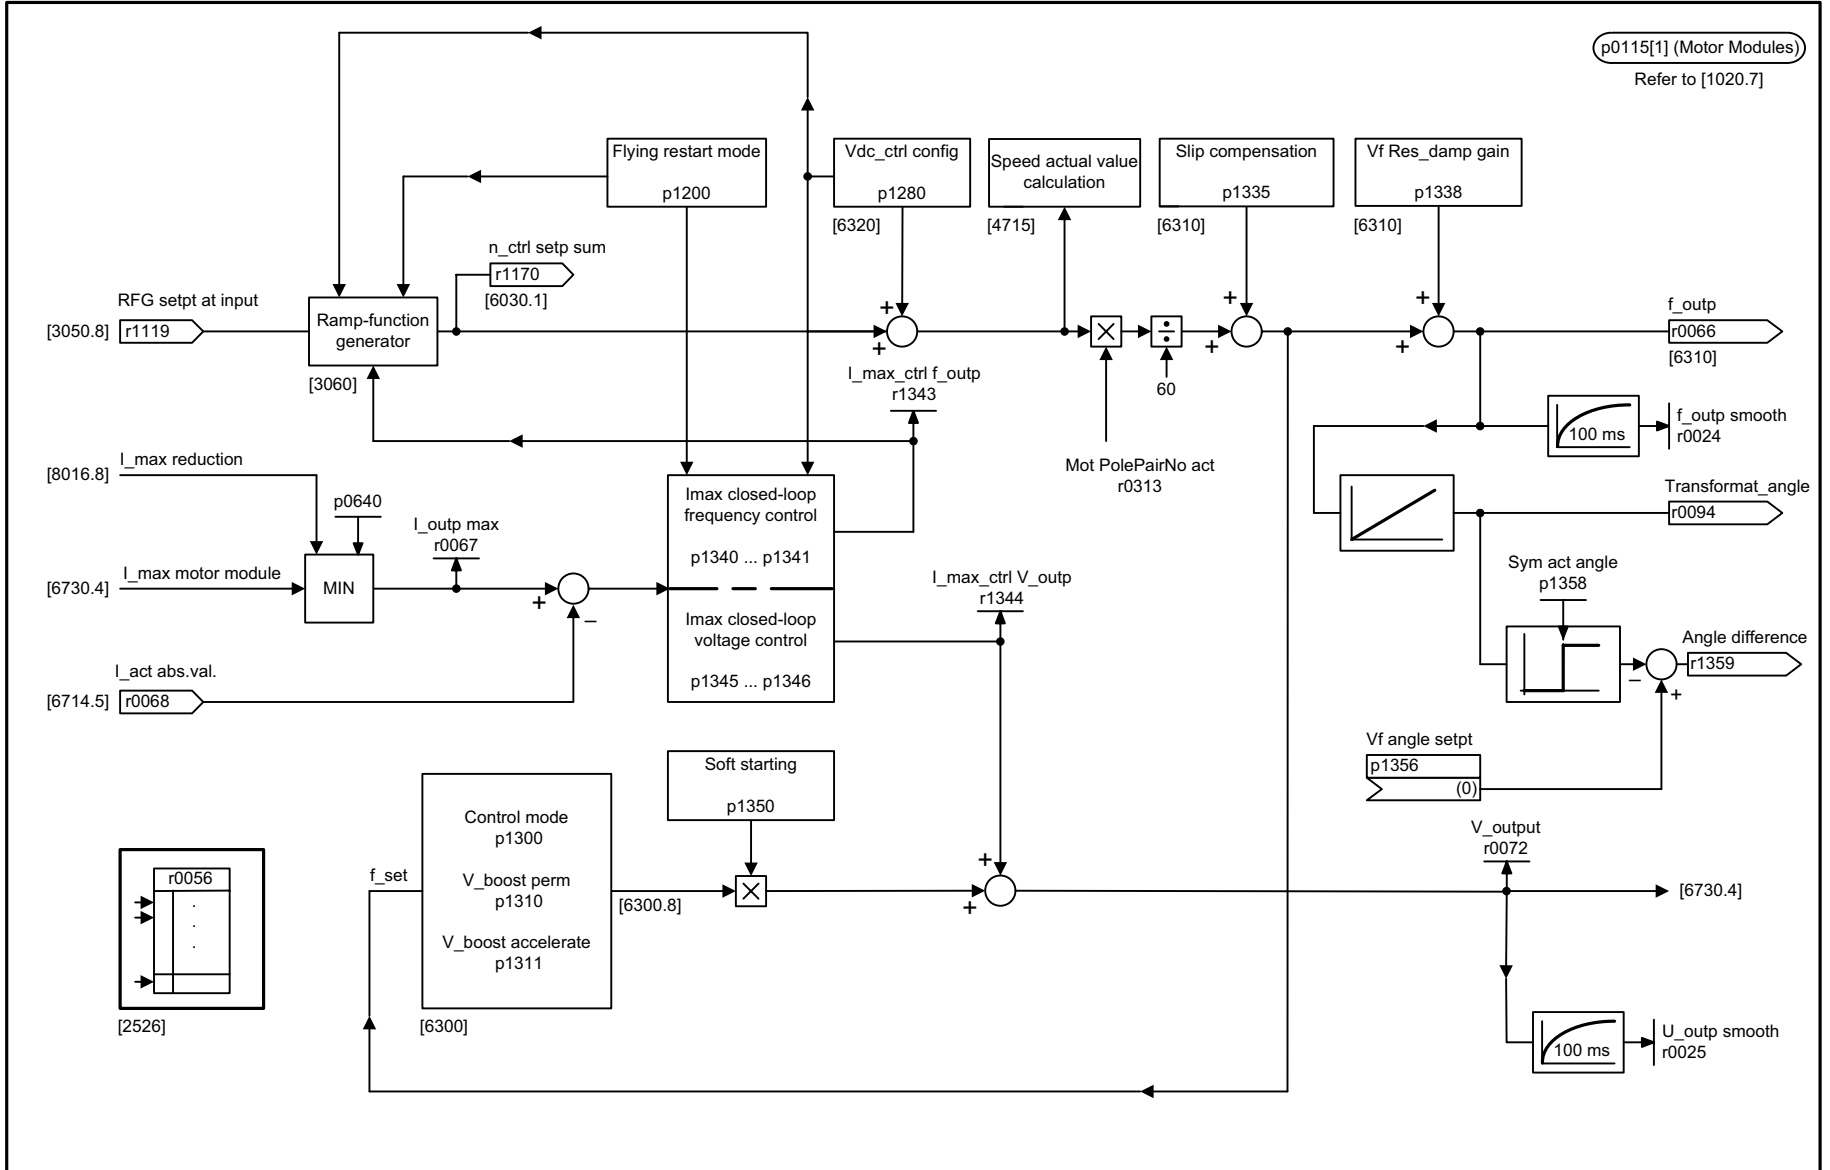 p0115[1] (Motor Modules)
Refer to [1020.7]
Flying restart mode
p1200
Vdc_ctrl config
p1280
[6320]
Speed actual value
calculation
[4715]
Slip compensation
p1335
[6310]
Vf Res_damp gain
p1338
[6310]
n_ctrl setp sum
r1170
[6030.1]
RFG setpt at input
[3050.8]
r1119
Ramp-function
generator
[3060]
+
+
+
+
+
+
60
f_outp
r0066
[6310]
I_max_ctrl f_outp
r1343
Mot PolePairNo act
r0313
100 ms
f_outp smooth
r0024
I_max reduction
[8016.8]
p0640
I_outp max
r0067
I_max motor module
[6730.4]
MIN
+
–
Imax closed-loop
frequency control
p1340 ... p1341
Imax closed-loop
voltage control
p1345 ... p1346
I_max_ctrl V_outp
r1344
Transformat_angle
r0094
Sym act angle
p1358
Angle difference
r1359
–
+
I_act abs.val.
[6714.5]
r0068
Vf angle setpt
p1356
(0)
Soft starting
p1350
Control mode
p1300
V_boost perm
p1310
V_boost accelerate
p1311
f_set
[6300.8]
[6300]
+
+
V_output
r0072
[6730.4]
r0056
.
.
.
[2526]
100 ms
U_outp smooth
r0025